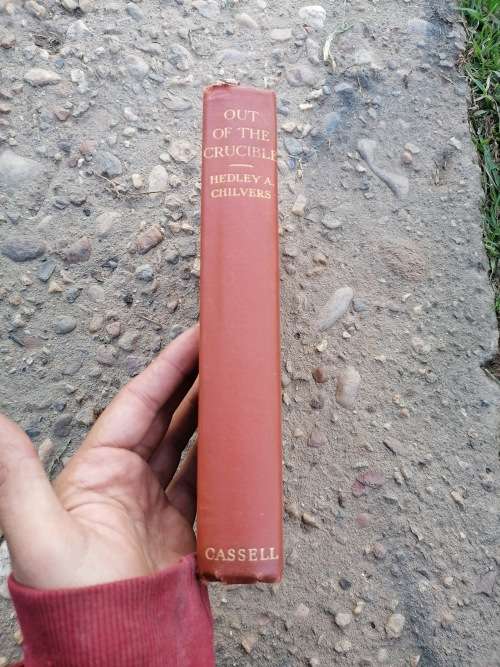 OUT
OF THE
CRUCIBLE
HEDLEY A.
CHILVERS
CASSELL